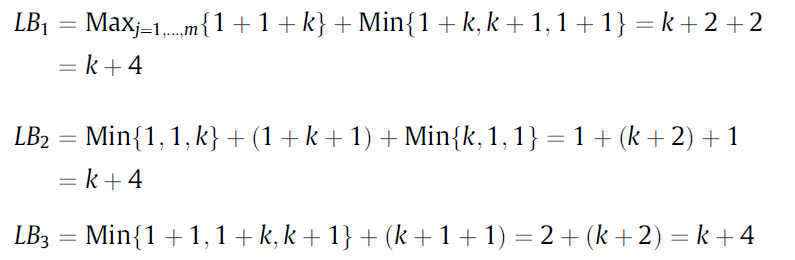 LB₁ = Maxⱼ₌₁,...,ₘ{1 + 1 + k} + Min{1 + k, k + 1, 1 + 1} = k + 2 + 2
= k + 4
LB₂ = Min{1, 1, k} + (1 + k + 1) + Min{k, 1, 1} = 1 + (k + 2) + 1
= k + 4
LB₃ = Min{1 + 1, 1 + k, k + 1} + (k + 1 + 1) = 2 + (k + 2) = k + 4